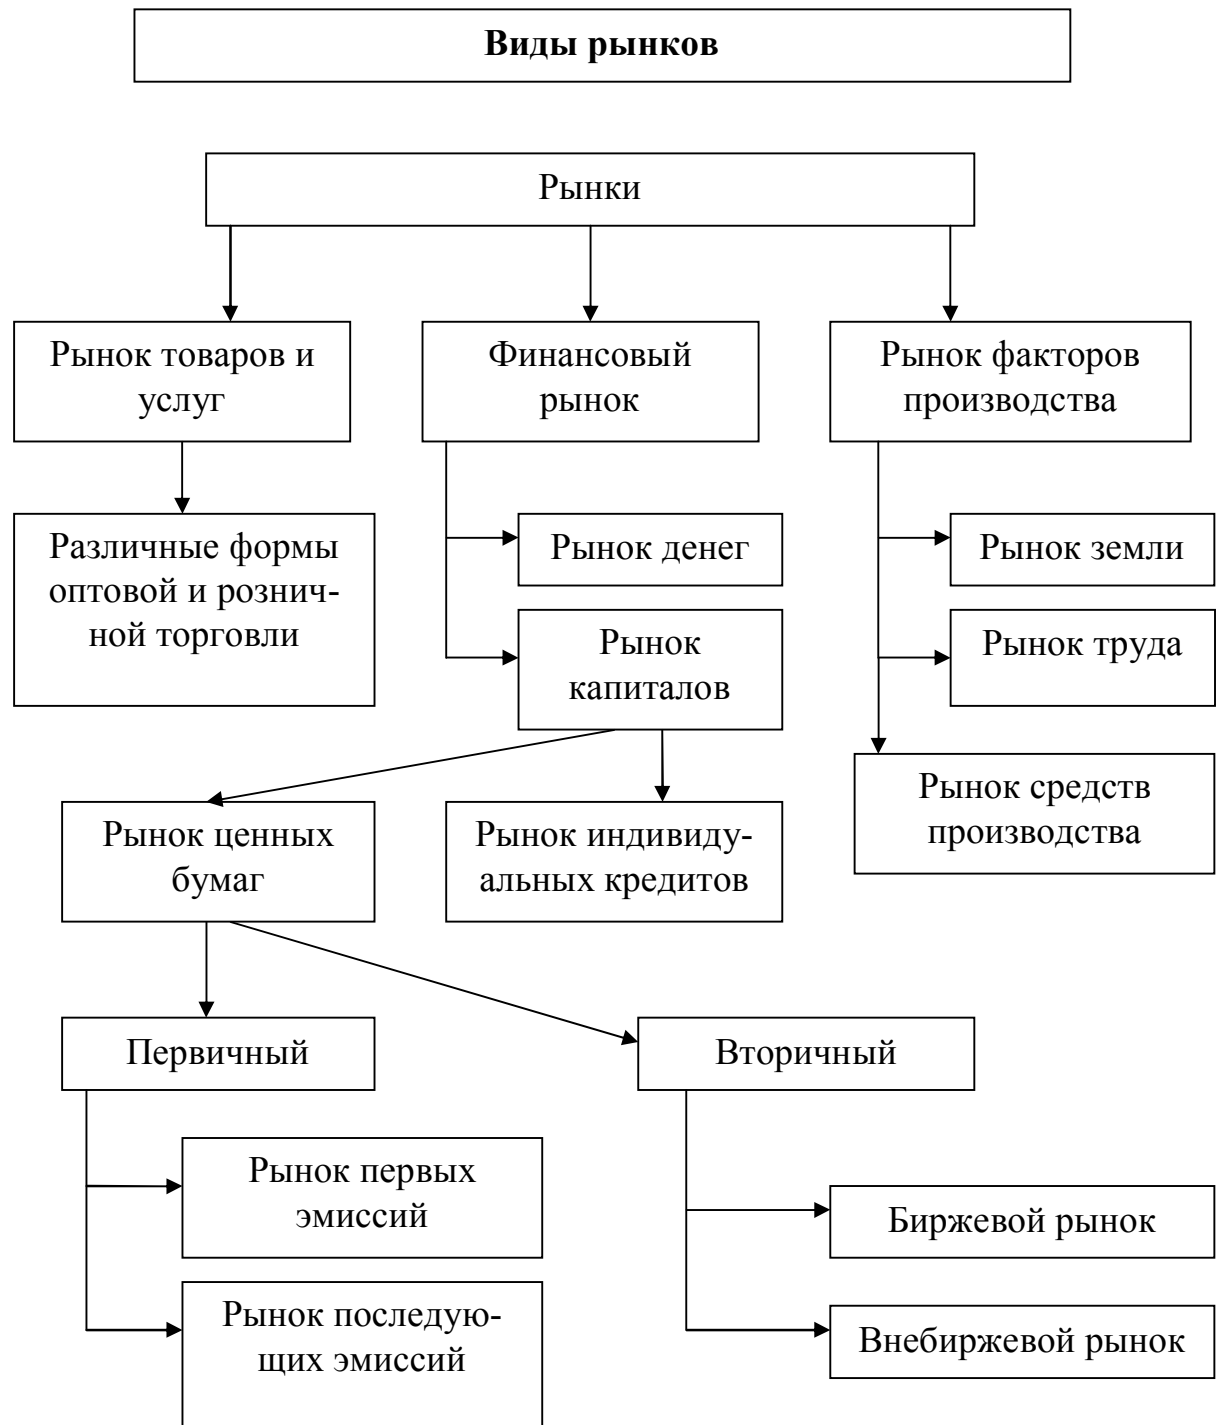 Виды рынков
Рынки
Рынок товаров и
услуг
Финансовый
рынок
Рынок факторов
производства
Различные формы
оптовой и рознич-
ной торговли
Рынок денег
Рынок земли
Рынок
капиталов
Рынок труда
Рынок средств
производства
Рынок ценных
бумаг
Рынок индивиду-
альных кредитов
Первичный
Вторичный
Рынок первых
эмиссий
Биржевой рынок
Рынок последую-
щих эмиссий
Внебиржевой рынок